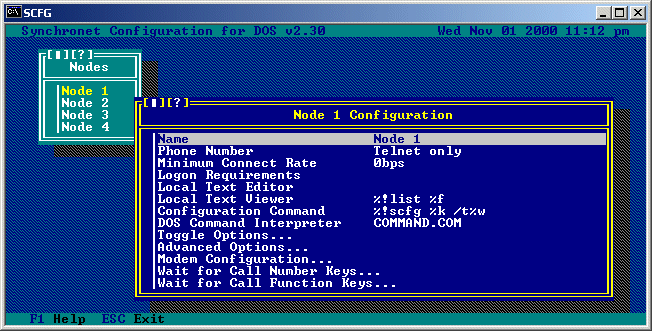 SCFG
Synchronet Configuration for DOS v2.30 Wed Nov 01 2000 11:12 pm
[▮][?]
Nodes
Node 1
Node 2
Node 3
Node 4
[▮][?]
Node 1 Configuration
Name Node 1
Phone Number Telnet only
Minimum Connect Rate 0bps
Logon Requirements
Local Text Editor
Local Text Viewer %!list %f
Configuration Command %!scfg %k /t%w
DOS Command Interpreter COMMAND.COM
Toggle Options...
Advanced Options...
Modem Configuration...
Wait for Call Number Keys...
Wait for Call Function Keys...
F1 Help ESC Exit